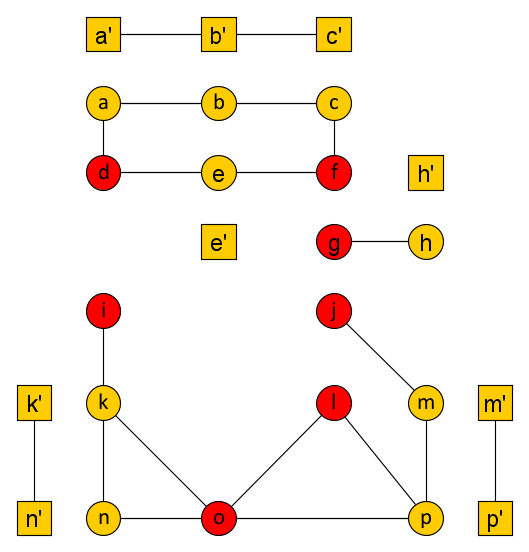 a' b' c'
a b c
d e f h'
e' g h
i j
k' k l m m'
n' n o p p'